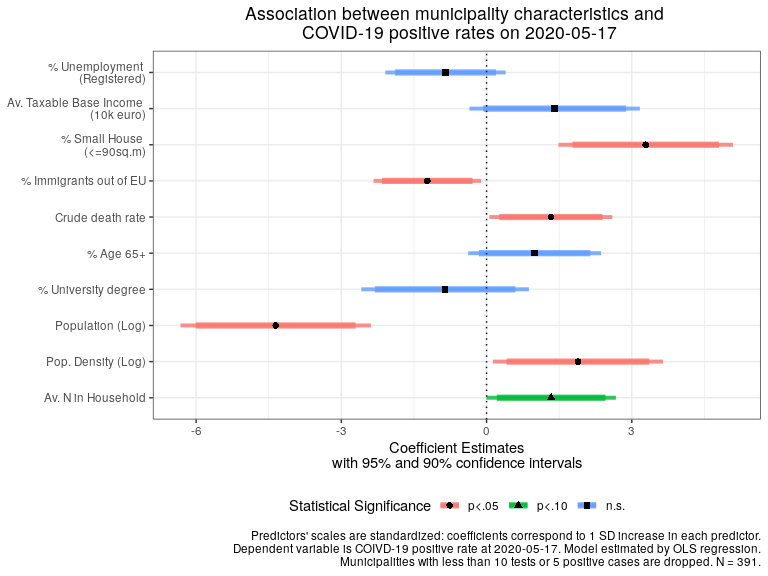 Association between municipality characteristics and
COVID-19 positive rates on 2020-05-17
% Unemployment
(Registered)
Av. Taxable Base Income
(10k euro)
% Small House
(<=90sq.m)
% Immigrants out of EU
Crude death rate
% Age 65+
% University degree
Population (Log)
Pop. Density (Log)
Av. N in Household
-6 -3 0 3
Coefficient Estimates
with 95% and 90% confidence intervals
Statistical Significance p<.05 p<.10 n.s.
Predictors' scales are standardized: coefficients correspond to 1 SD increase in each predictor.
Dependent variable is COIVD-19 positive rate at 2020-05-17. Model estimated by OLS regression.
Municipalities with less than 10 tests or 5 positive cases are dropped. N = 391.